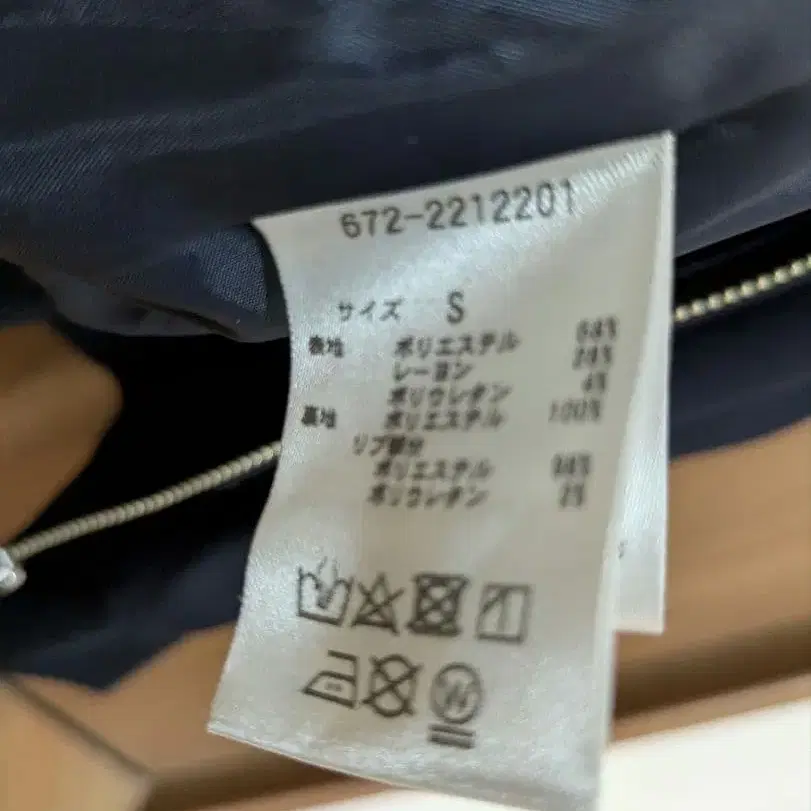 672-2212201
サイズ S
表地 ポリエステル 68%
レーヨン 28%
ポリウレタン 4%
裏地 ポリエステル 100%
リブ部分
ポリエステル 98%
ポリウレタン 2%
W